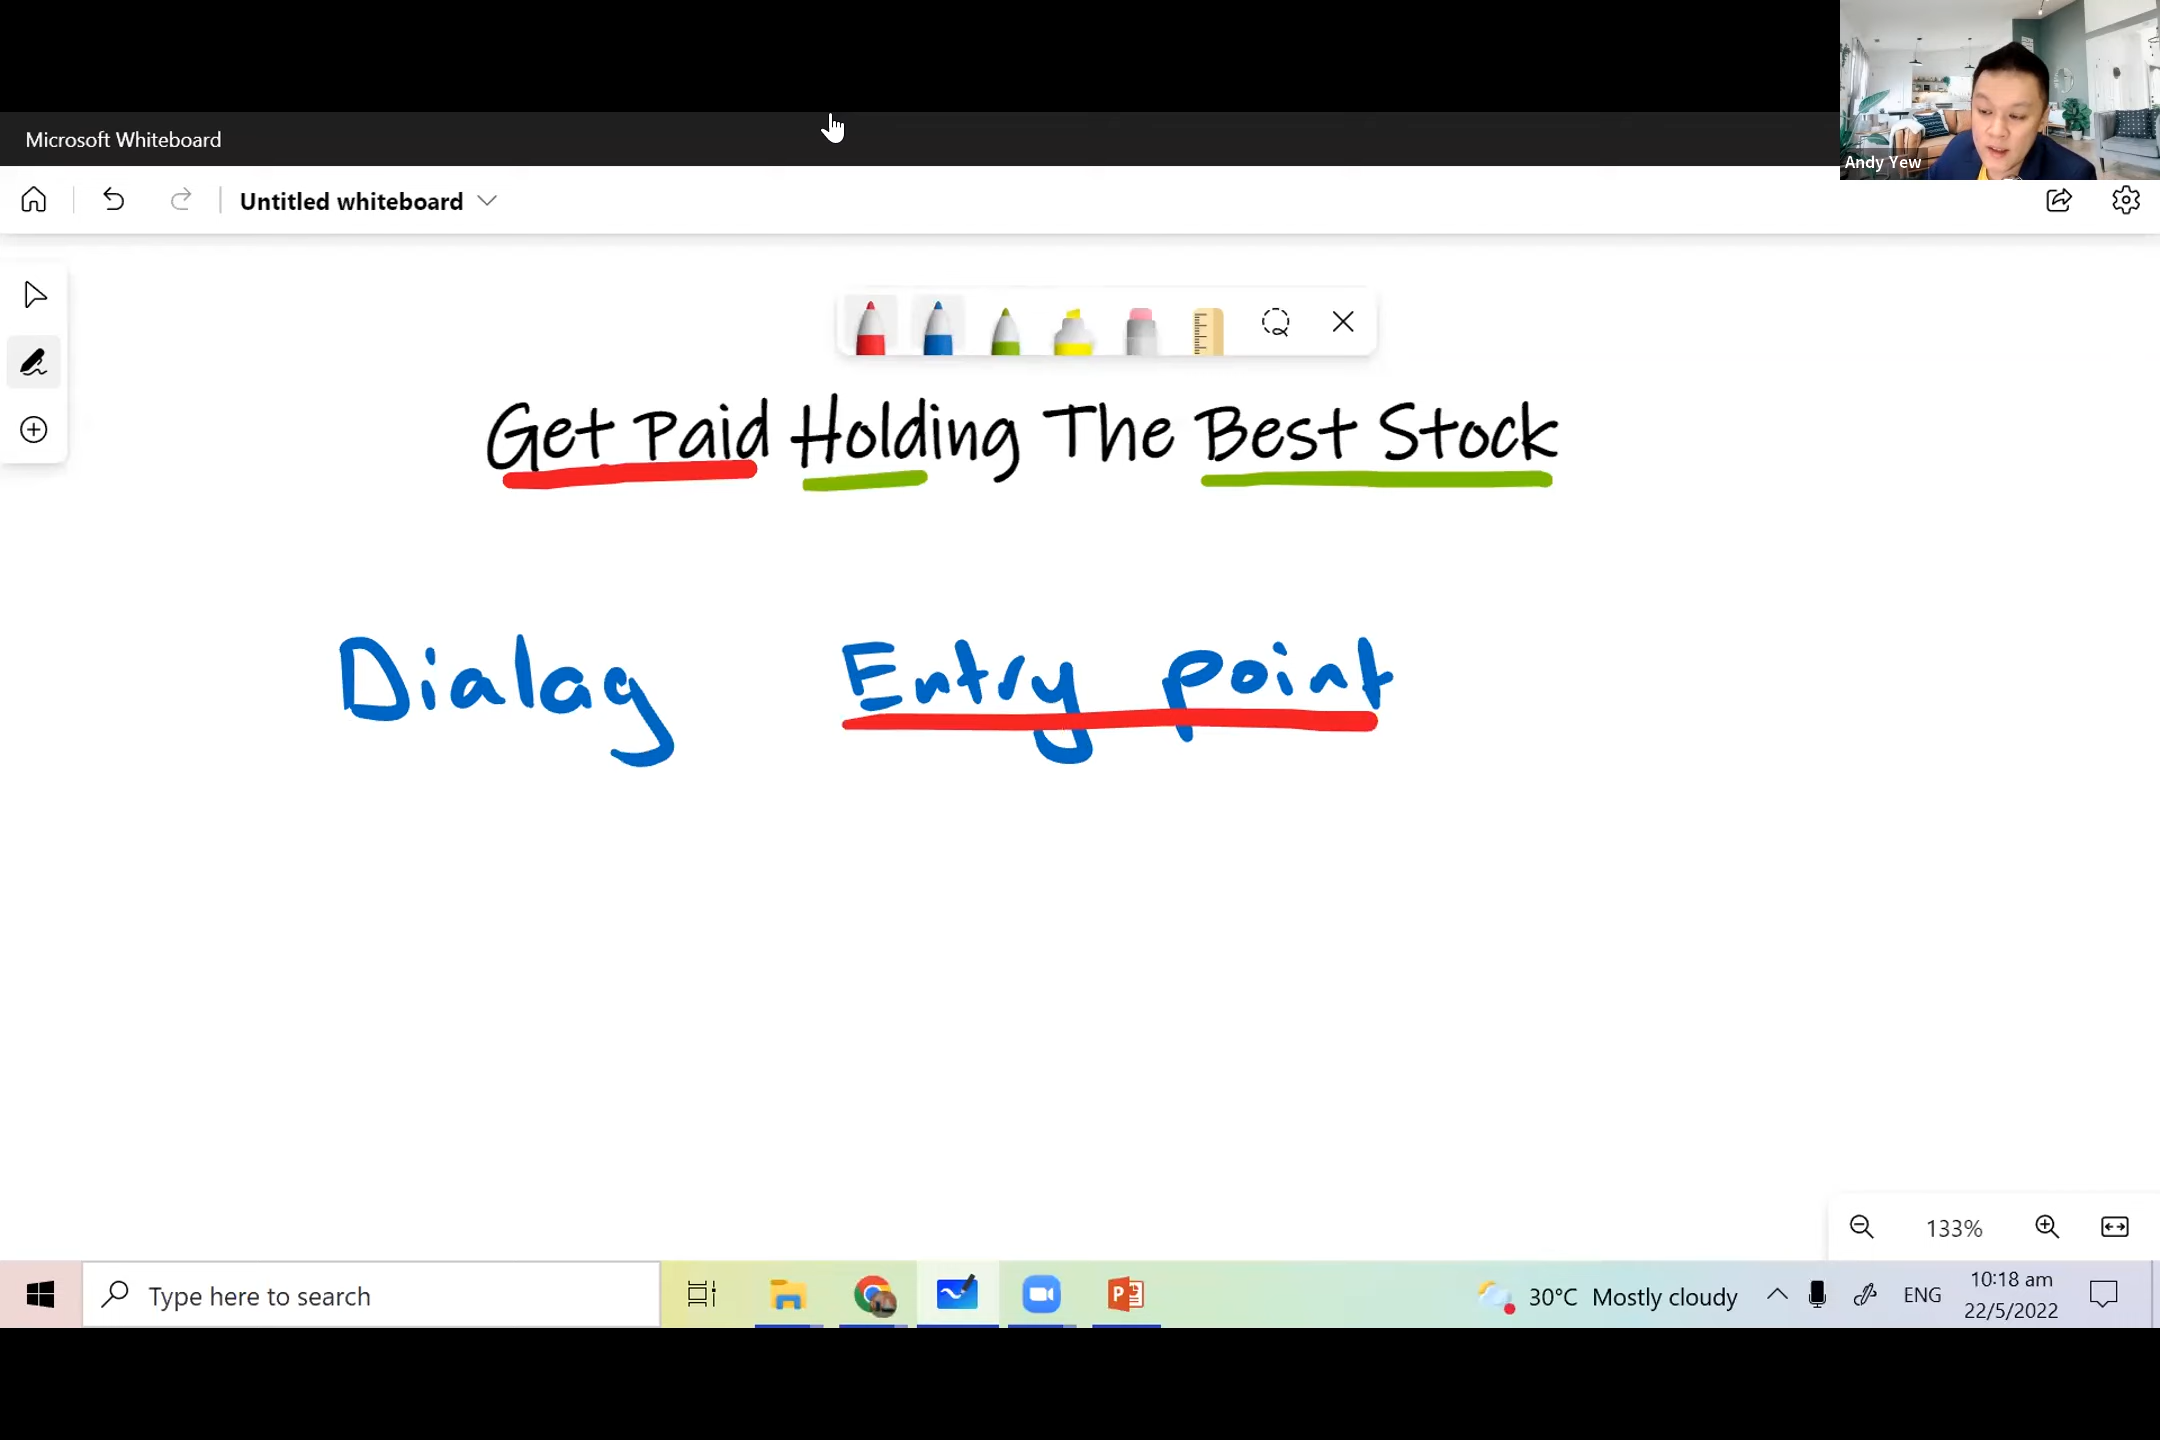 Andy Yew
Microsoft Whiteboard
Untitled whiteboard
Get Paid Holding The Best Stock
Dialag Entry point
133%
Type here to search
30°C Mostly cloudy
ENG
10:18 am
22/5/2022